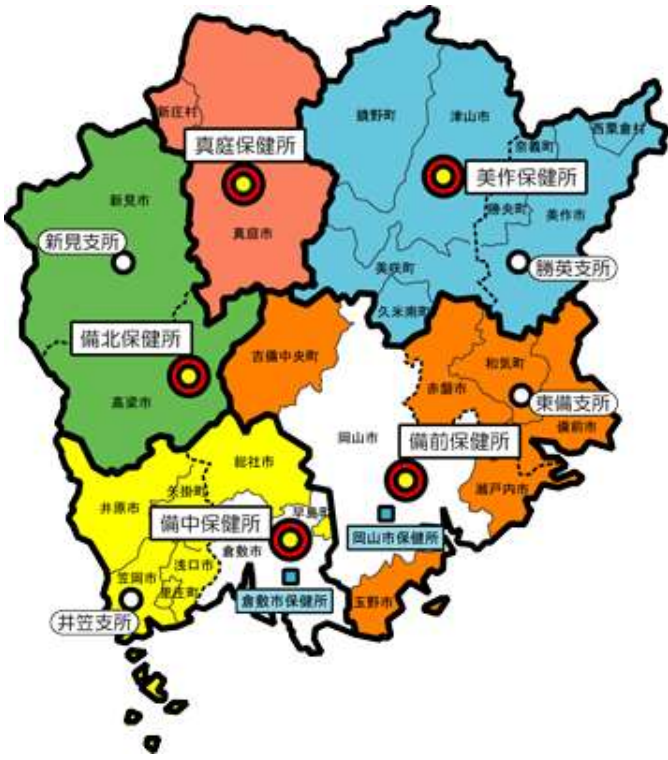 新庄村
真庭保健所
真庭市
鏡野町
津山市
西粟倉村
奈義町
美作保健所
勝央町
美作市
勝英支所
美咲町
久米南町
新見市
新見支所
備北保健所
高梁市
吉備中央町
和気町
赤磐市
東備支所
備前市
岡山市
備前保健所
瀬戸内市
岡山市保健所
玉野市
総社市
矢掛町
井原市
早島町
備中保健所
倉敷市
浅口市
笠岡市
里庄町
倉敷市保健所
井笠支所